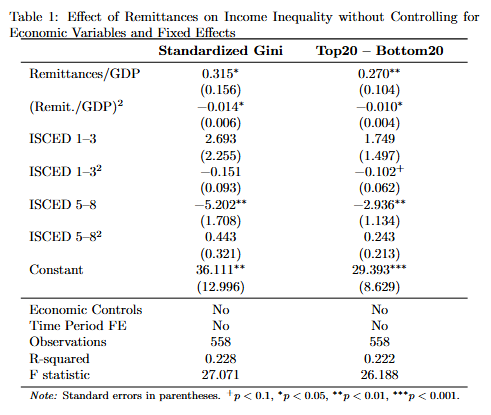 Table 1: Effect of Remittances on Income Inequality without Controlling for
Economic Variables and Fixed Effects
Standardized Gini Top20 – Bottom20
Remittances/GDP 0.315* 0.270**
(0.156) (0.104)
(Remit./GDP)² −0.014* −0.010*
(0.006) (0.004)
ISCED 1–3 2.693 1.749
(2.255) (1.497)
ISCED 1–3² −0.151 −0.102⁺
(0.093) (0.062)
ISCED 5–8 −5.202** −2.936**
(1.708) (1.134)
ISCED 5–8² 0.443 0.243
(0.321) (0.213)
Constant 36.111** 29.393***
(12.996) (8.629)
Economic Controls No No
Time Period FE No No
Observations 558 558
R-squared 0.228 0.222
F statistic 27.071 26.188
Note: Standard errors in parentheses. ⁺p < 0.1, *p < 0.05, **p < 0.01, ***p < 0.001.